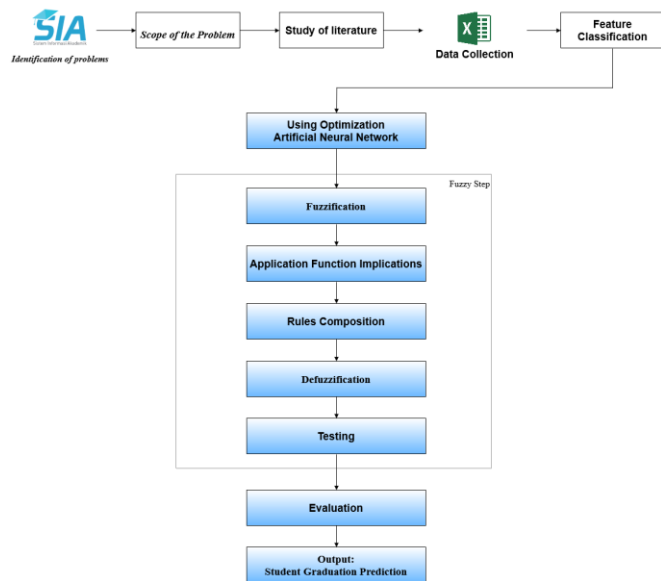 SIA
Identification of problems
Scope of the Problem
Study of literature
Data Collection
Feature
Classification
Using Optimization
Artificial Neural Network
Fuzzy Step
Fuzzification
Application Function Implications
Rules Composition
Defuzzification
Testing
Evaluation
Output:
Student Graduation Prediction